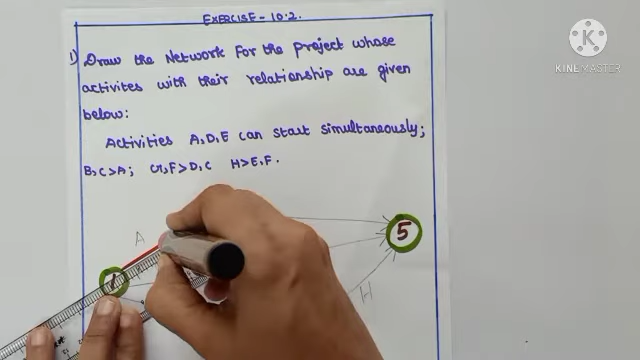 EXERCISE - 10.2.
1) Draw the Network for the project whose
activites with their relationship are given
below:
Activities A, D, E can start simultaneously;
B, C > A; G, F > D, C H > E, F.
KINEMASTER
A
5
1
H